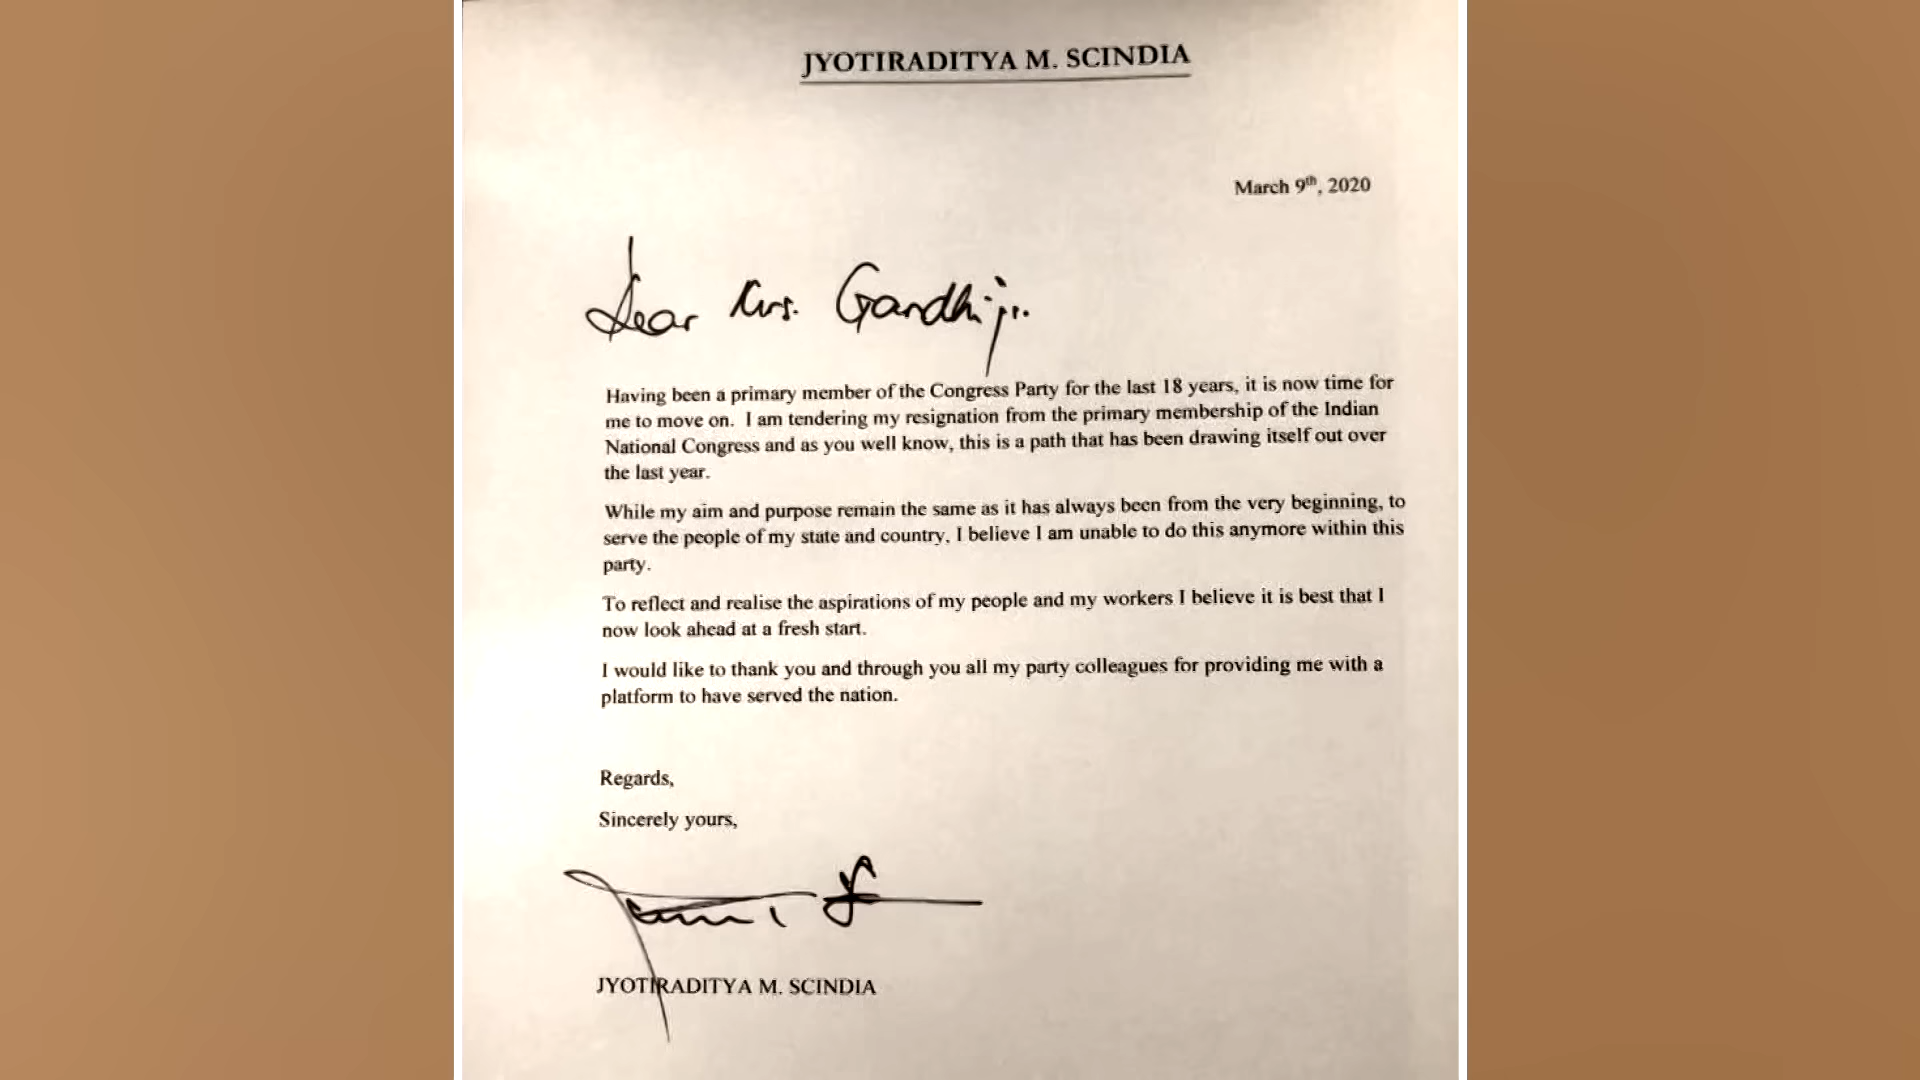 JYOTIRADITYA M. SCINDIA
March 9th, 2020
Dear Mrs. Gandhiji.
Having been a primary member of the Congress Party for the last 18 years, it is now time for
me to move on. I am tendering my resignation from the primary membership of the Indian
National Congress and as you well know, this is a path that has been drawing itself out over
the last year.
While my aim and purpose remain the same as it has always been from the very beginning, to
serve the people of my state and country, I believe I am unable to do this anymore within this
party.
To reflect and realise the aspirations of my people and my workers I believe it is best that I
now look ahead at a fresh start.
I would like to thank you and through you all my party colleagues for providing me with a
platform to have served the nation.
Regards,
Sincerely yours,
JYOTIRADITYA M. SCINDIA